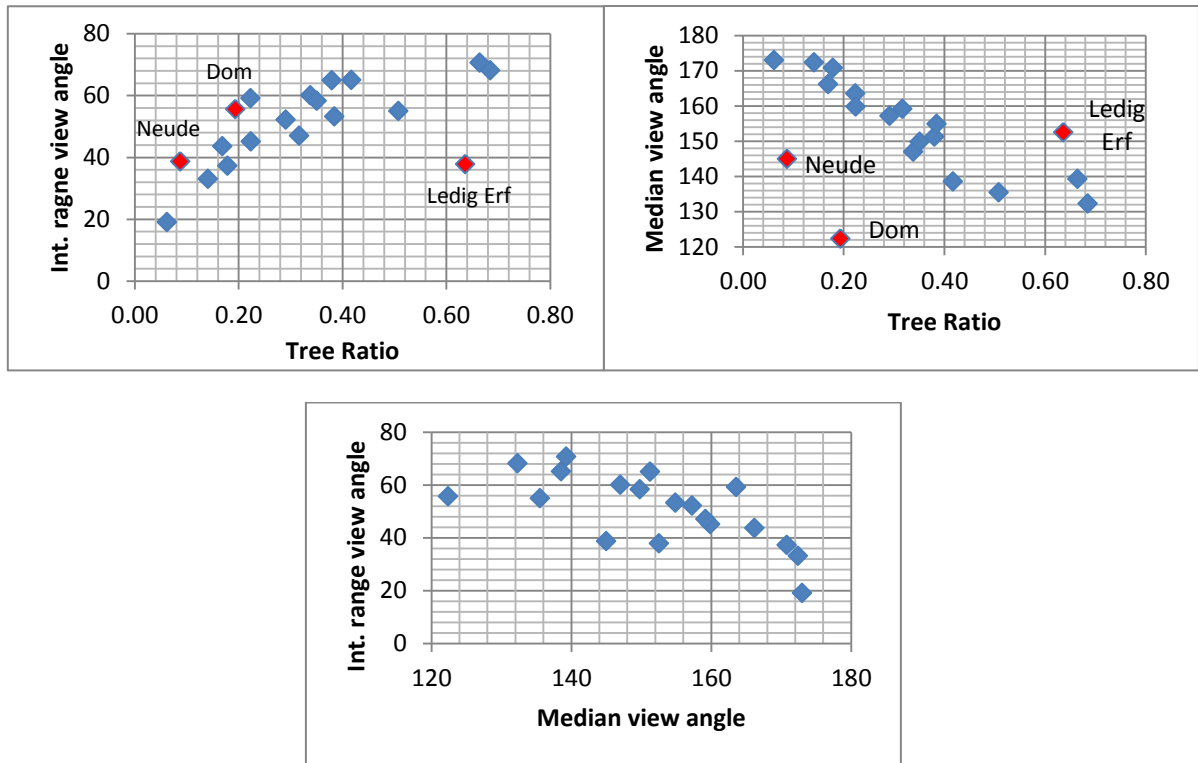 80
60
40
20
0
0.00 0.20 0.40 0.60 0.80
Int. ragne view angle
Tree Ratio
Dom
Neude
Ledig Erf
180
170
160
150
140
130
120
0.00 0.20 0.40 0.60 0.80
Median view angle
Tree Ratio
Ledig
Erf
Neude
Dom
80
60
40
20
0
120 140 160 180
Int. range view angle
Median view angle